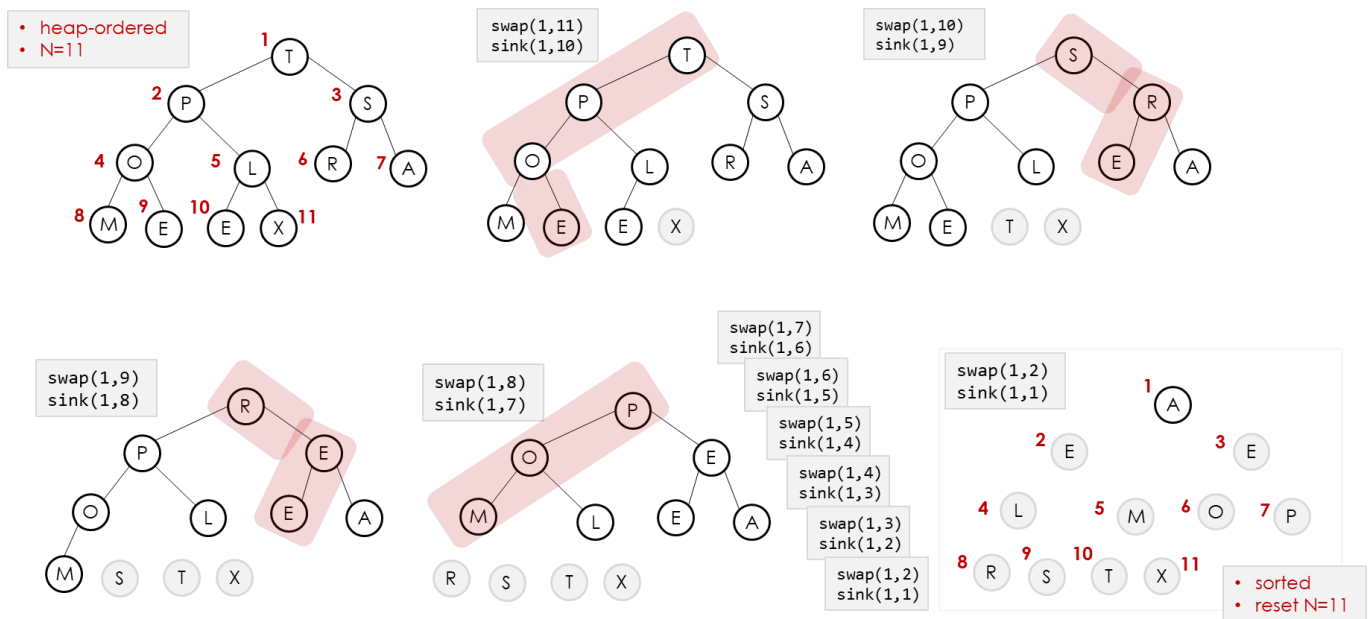 • heap-ordered
• N=11
1
T
2
P
3
S
4
O
5
L
6
R
7
A
8
M
9
E
10
E
X
11
swap(1,11)
sink(1,10)
T
P
S
O
L
R
A
M
E
E
X
swap(1,10)
sink(1,9)
S
P
R
O
L
E
A
M
E
T
X
swap(1,9)
sink(1,8)
R
P
E
O
L
E
A
M
S
T
X
swap(1,8)
sink(1,7)
P
O
E
M
L
E
A
R
S
T
X
swap(1,7)
sink(1,6)
swap(1,6)
sink(1,5)
swap(1,5)
sink(1,4)
swap(1,4)
sink(1,3)
swap(1,3)
sink(1,2)
swap(1,2)
sink(1,1)
swap(1,2)
sink(1,1)
1
A
2
E
3
E
4
L
5
M
6
O
7
P
8
R
9
S
10
T
X
11
• sorted
• reset N=11